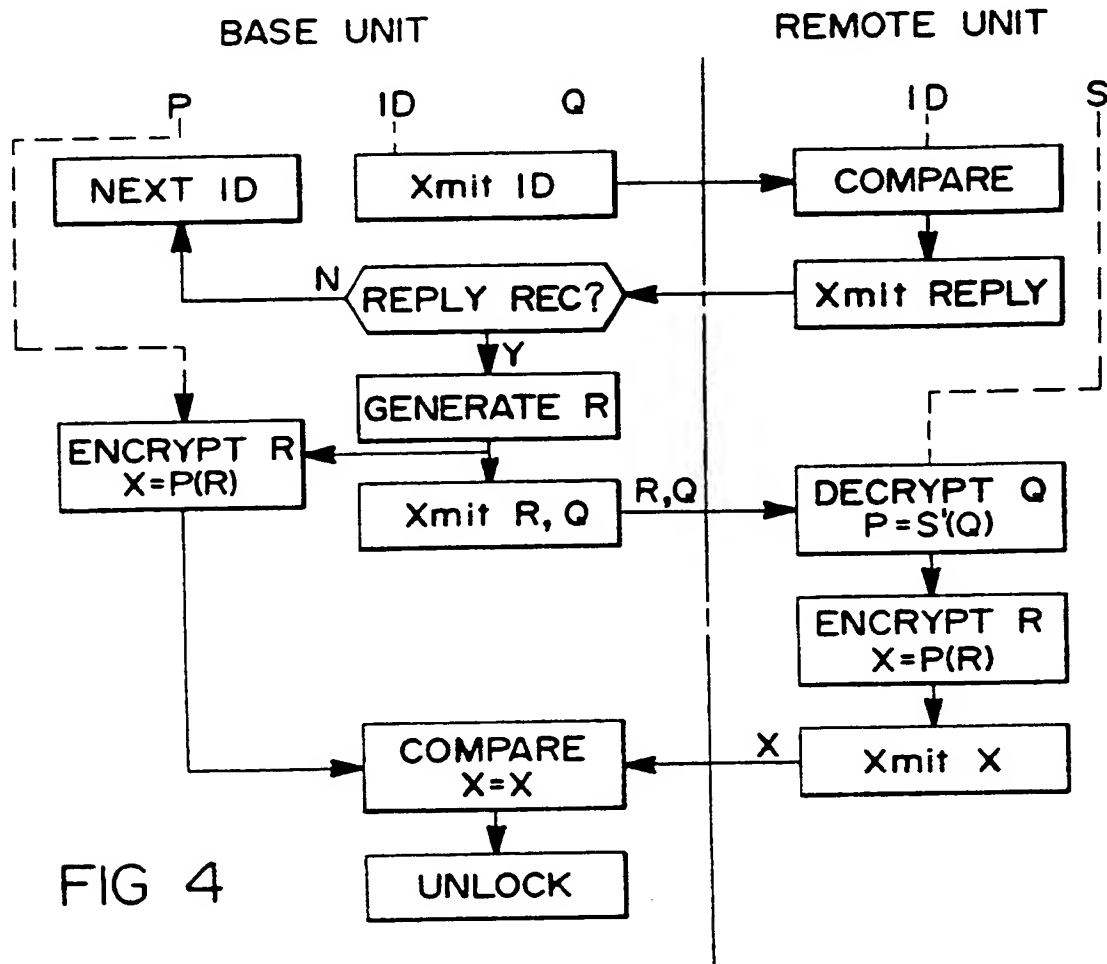 BASE UNIT
REMOTE UNIT
P
ID
Q
ID
S
NEXT ID
Xmit ID
COMPARE
N
REPLY REC?
Xmit REPLY
Y
GENERATE R
ENCRYPT R
X=P(R)
Xmit R, Q
R,Q
DECRYPT Q
P=S'(Q)
ENCRYPT R
X=P(R)
COMPARE
X=X
X
Xmit X
UNLOCK
FIG 4